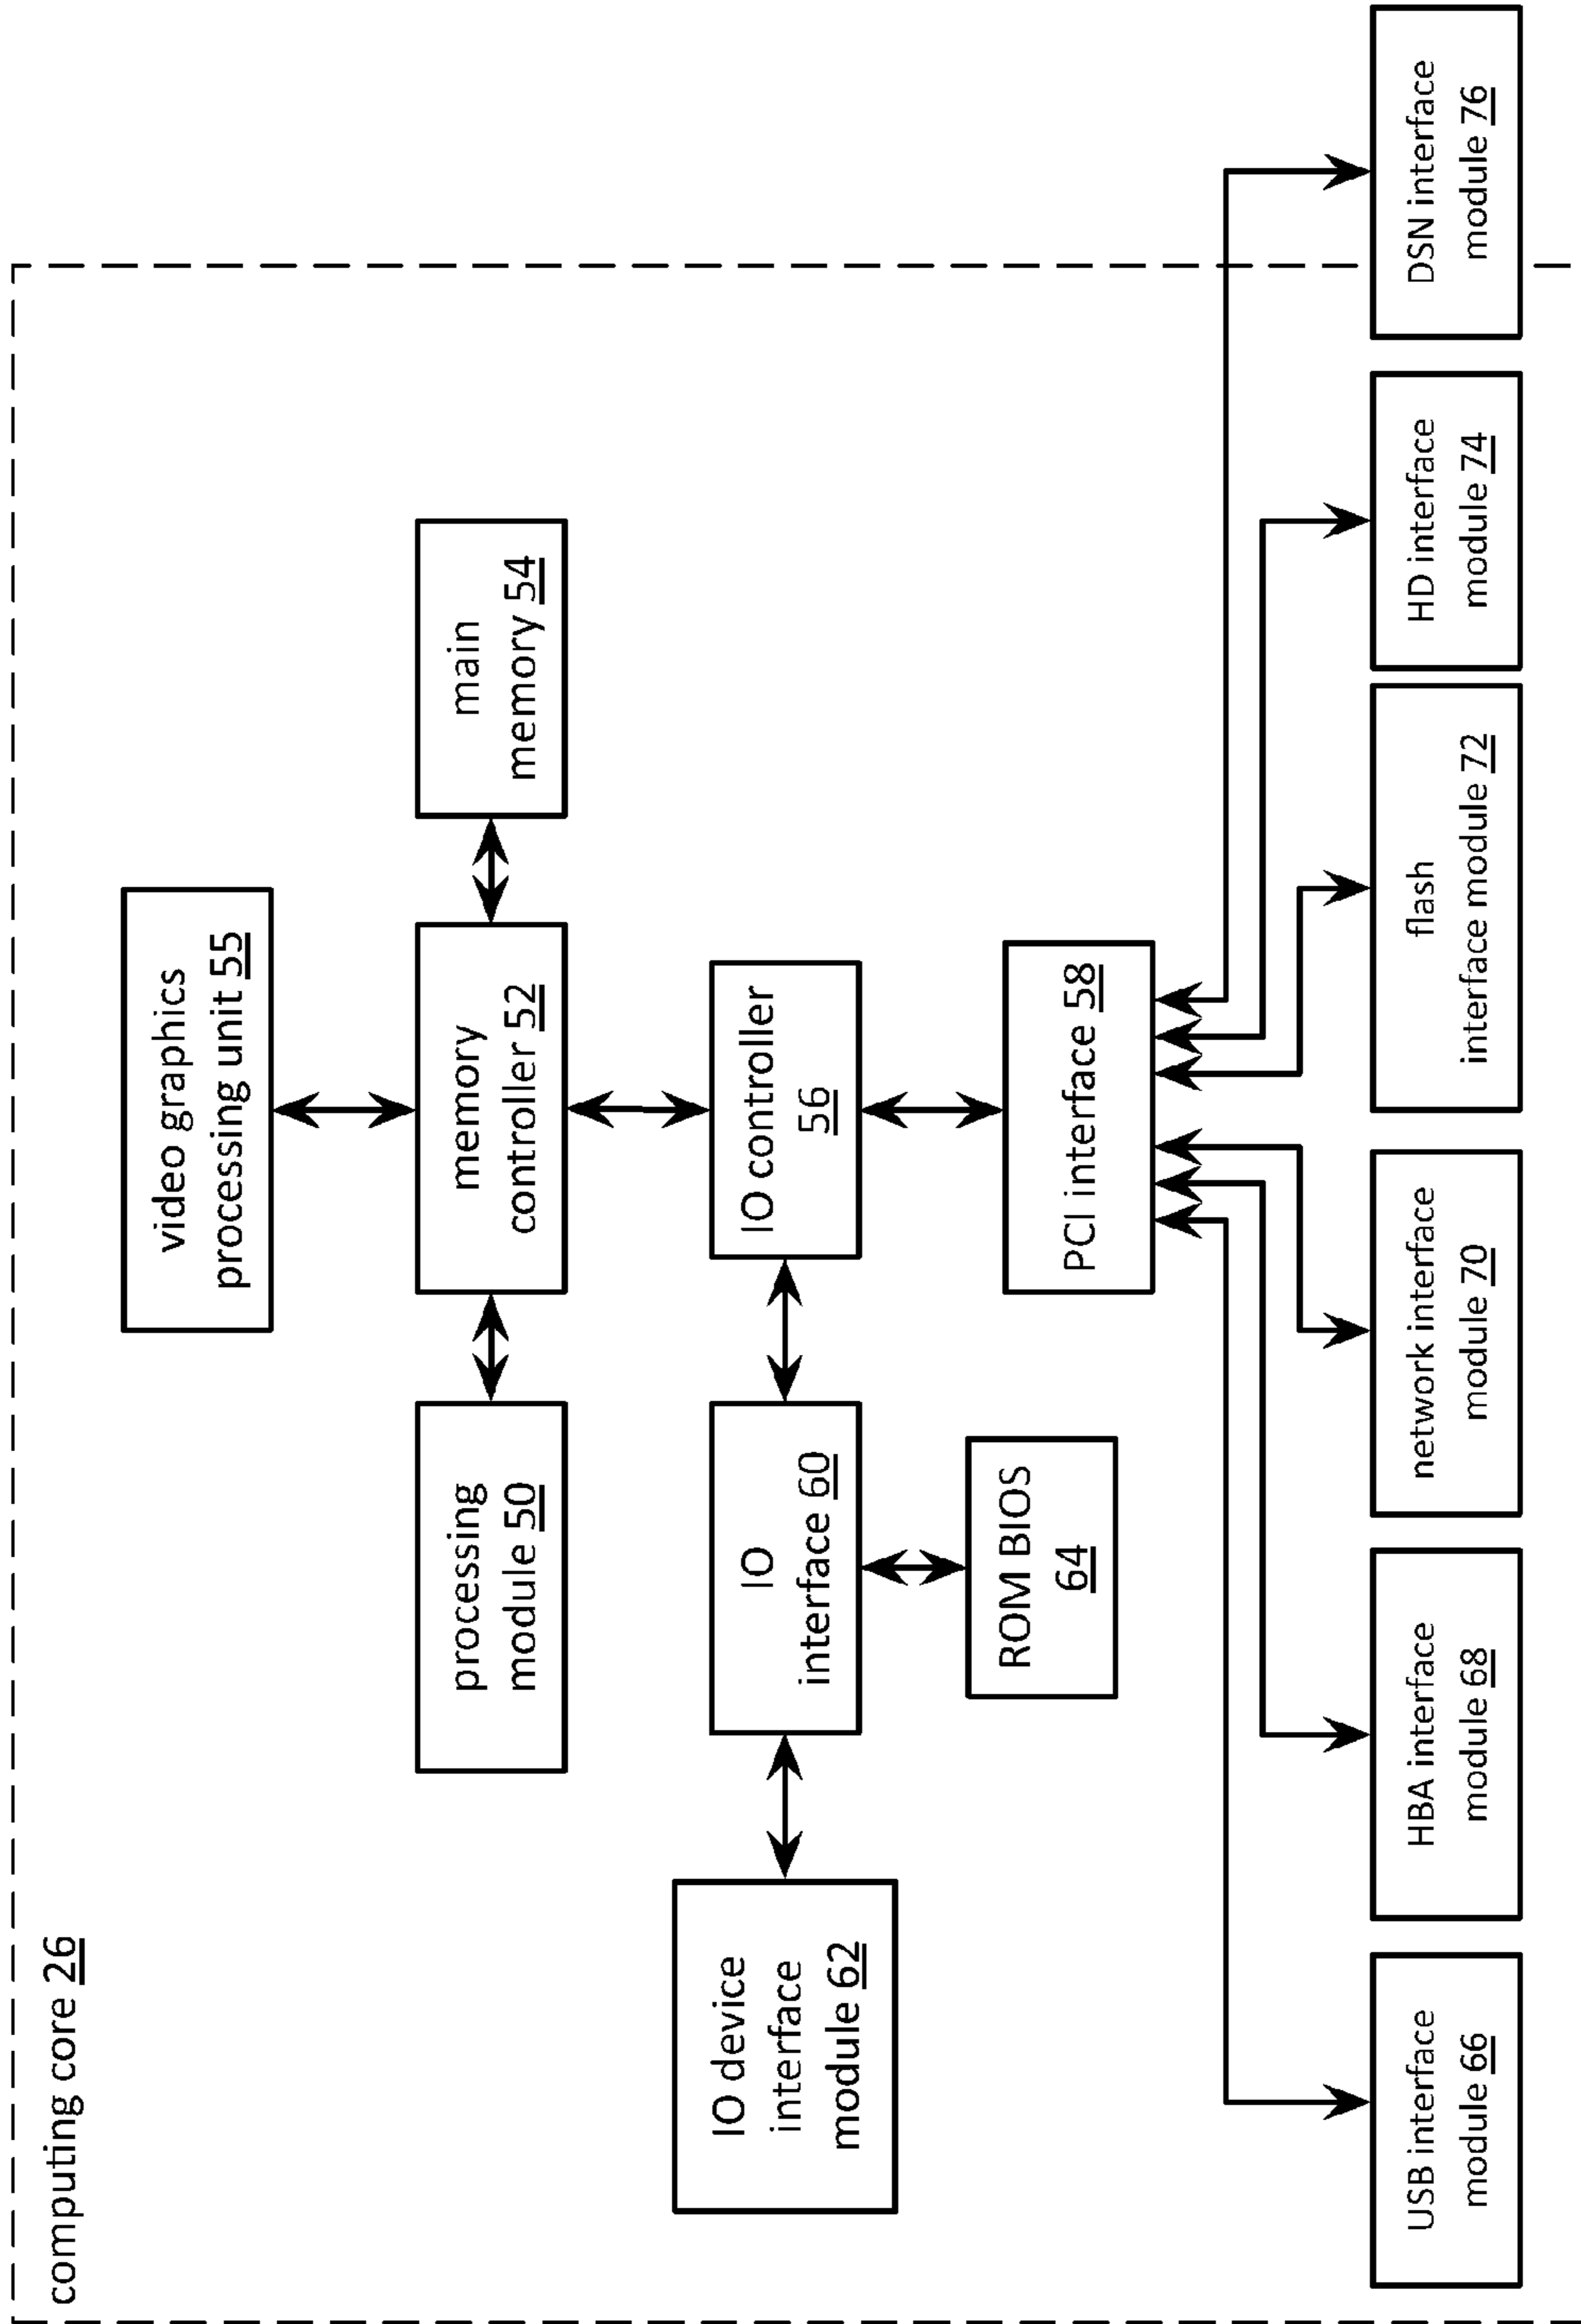 computing core 26
video graphics
processing unit 55
processing
module 50
memory
controller 52
main
memory 54
IO device
interface
module 62
IO
interface 60
IO controller
56
ROM BIOS
64
PCI interface 58
USB interface
module 66
HBA interface
module 68
network interface
module 70
flash
interface module 72
HD interface
module 74
DSN interface
module 76